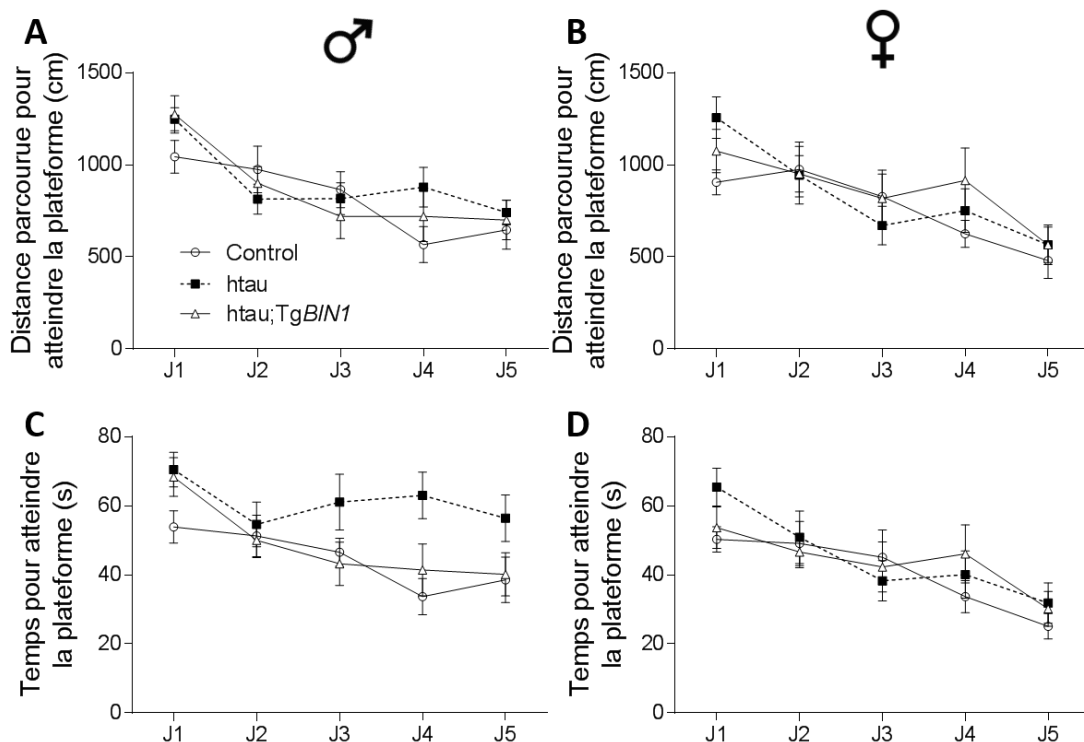 A
♂
Distance parcourue pour
atteindre la plateforme (cm)
1500
1000
500
0
Control
htau
htau;TgBIN1
J1 J2 J3 J4 J5
B
♀
Distance parcourue pour
atteindre la plateforme (cm)
1500
1000
500
0
J1 J2 J3 J4 J5
C
Temps pour atteindre
la plateforme (s)
80
60
40
20
0
J1 J2 J3 J4 J5
D
Temps pour atteindre
la plateforme (s)
80
60
40
20
0
J1 J2 J3 J4 J5